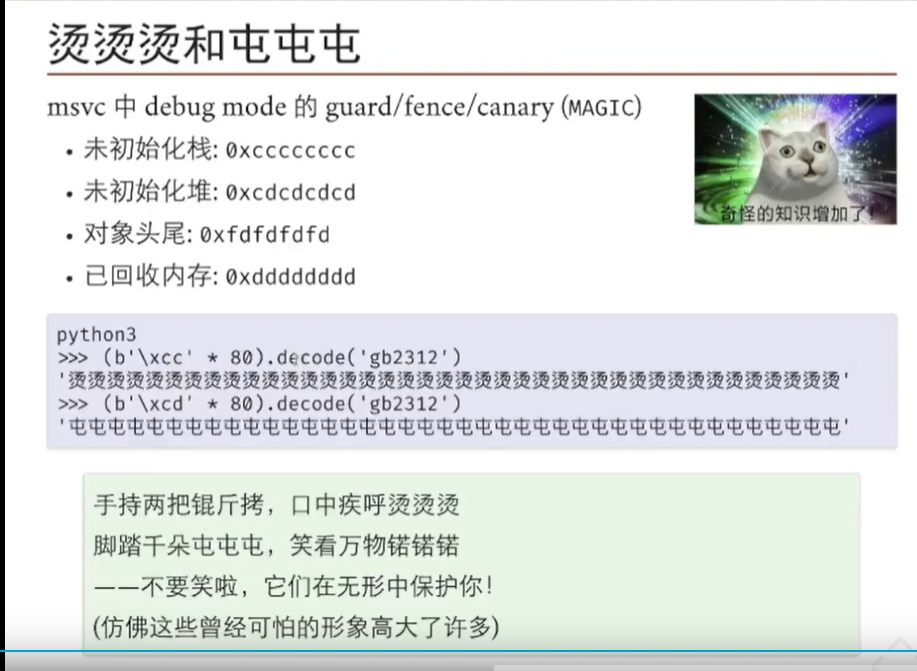 烫烫烫和屯屯屯
msvc 中 debug mode 的 guard/fence/canary (MAGIC)
• 未初始化栈: 0xcccccccc
• 未初始化堆: 0xcdcdcdcd
• 对象头尾: 0xfdfdfdfd
• 已回收内存: 0xdddddddd
奇怪的知识增加了!
python3
>>> (b'\xcc' * 80).decode('gb2312')
'烫烫烫烫烫烫烫烫烫烫烫烫烫烫烫烫烫烫烫烫烫烫烫烫烫烫烫烫烫烫烫烫烫烫烫烫烫烫烫烫'
>>> (b'\xcd' * 80).decode('gb2312')
'屯屯屯屯屯屯屯屯屯屯屯屯屯屯屯屯屯屯屯屯屯屯屯屯屯屯屯屯屯屯屯屯屯屯屯屯屯屯屯屯'
手持两把锟斤拷，口中疾呼烫烫烫
脚踏千朵屯屯屯，笑看万物锘锘锘
——不要笑啦，它们在无形中保护你！
(仿佛这些曾经可怕的形象高大了许多)